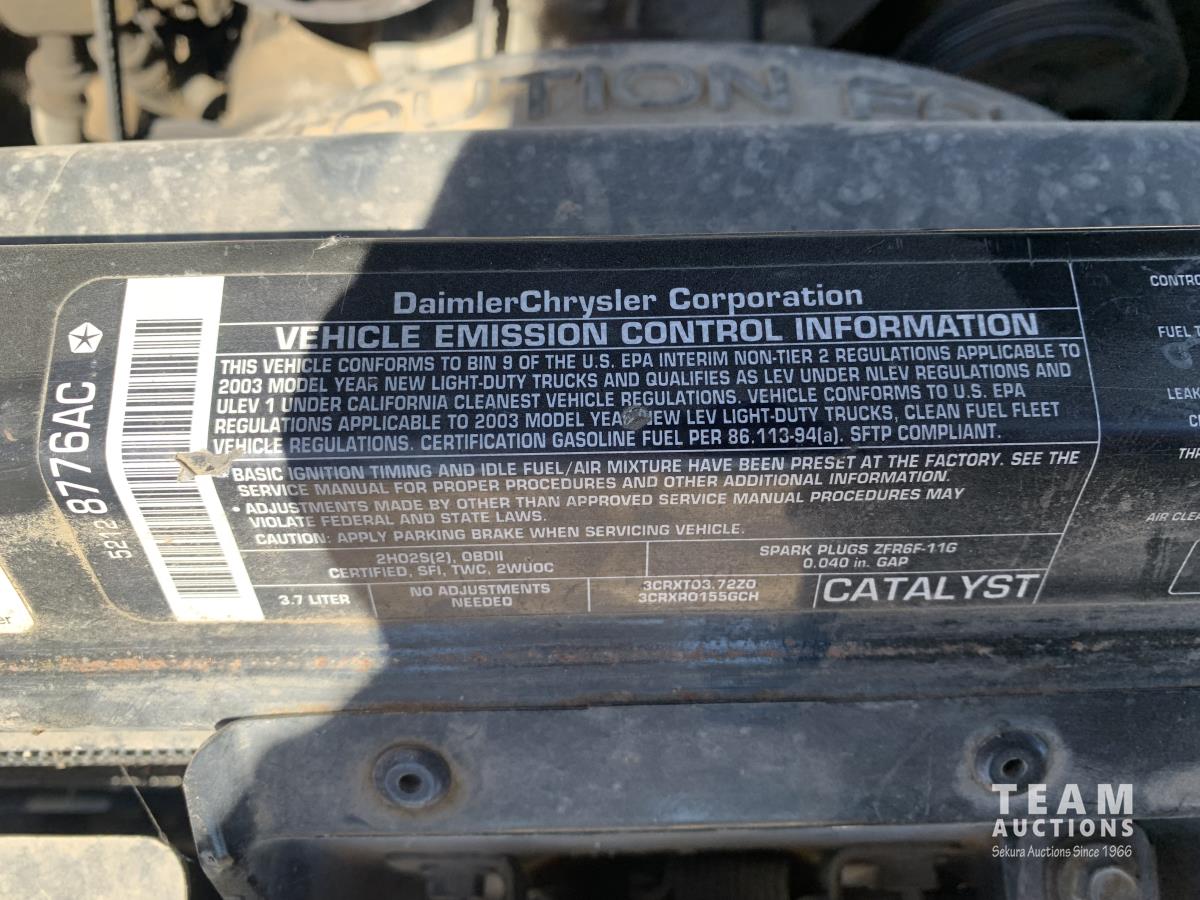 UTION
DaimlerChrysler Corporation
VEHICLE EMISSION CONTROL INFORMATION
THIS VEHICLE CONFORMS TO BIN 9 OF THE U.S. EPA INTERIM NON-TIER 2 REGULATIONS APPLICABLE TO
2003 MODEL YEAR NEW LIGHT-DUTY TRUCKS AND QUALIFIES AS LEV UNDER NLEV REGULATIONS AND
ULEV 1 UNDER CALIFORNIA CLEANEST VEHICLE REGULATIONS. VEHICLE CONFORMS TO U.S. EPA
REGULATIONS APPLICABLE TO 2003 MODEL YEA EW LEV LIGHT-DUTY TRUCKS, CLEAN FUEL FLEET
VEHICLE REGULATIONS. CERTIFICATION GASOLINE FUEL PER 86.113-94(a). SFTP COMPLIANT.
• BASIC IGNITION TIMING AND IDLE FUEL/AIR MIXTURE HAVE BEEN PRESET AT THE FACTORY. SEE THE
SERVICE MANUAL FOR PROPER PROCEDURES AND OTHER ADDITIONAL INFORMATION.
• ADJUSTMENTS MADE BY OTHER THAN APPROVED SERVICE MANUAL PROCEDURES MAY
VIOLATE FEDERAL AND STATE LAWS.
CAUTION: APPLY PARKING BRAKE WHEN SERVICING VEHICLE.
2HO2S(2), OBDII
CERTIFIED, SFI, TWC, 2WUOC
SPARK PLUGS ZFR6F-11G
0.040 in. GAP
3.7 LITER
NO ADJUSTMENTS
NEEDED
3CRXT03.72Z0
3CRXR0155GCH
CATALYST
5212 8776AC
CONTRO
FUEL
LEAK
C
THR
AIR CLEA
er
TEAM
AUCTIONS
Sekura Auctions Since 1966